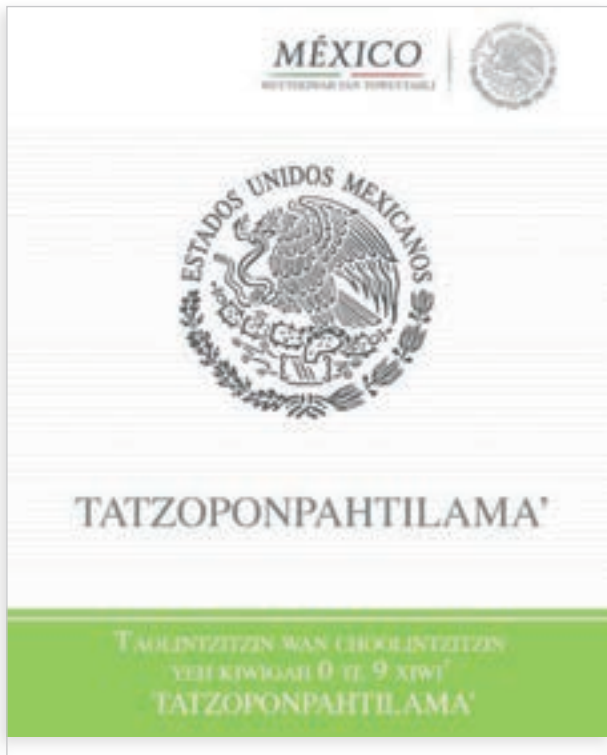 MÉXICO
ESTADOS UNIDOS MEXICANOS
TATZOPONPAHTILAMA'
TAOLINTZITZIN WAN CHOOLINTZITZIN
YEH KIWIGAH 0 TE 9 XIWI'
TATZOPONPAHTILAMA'